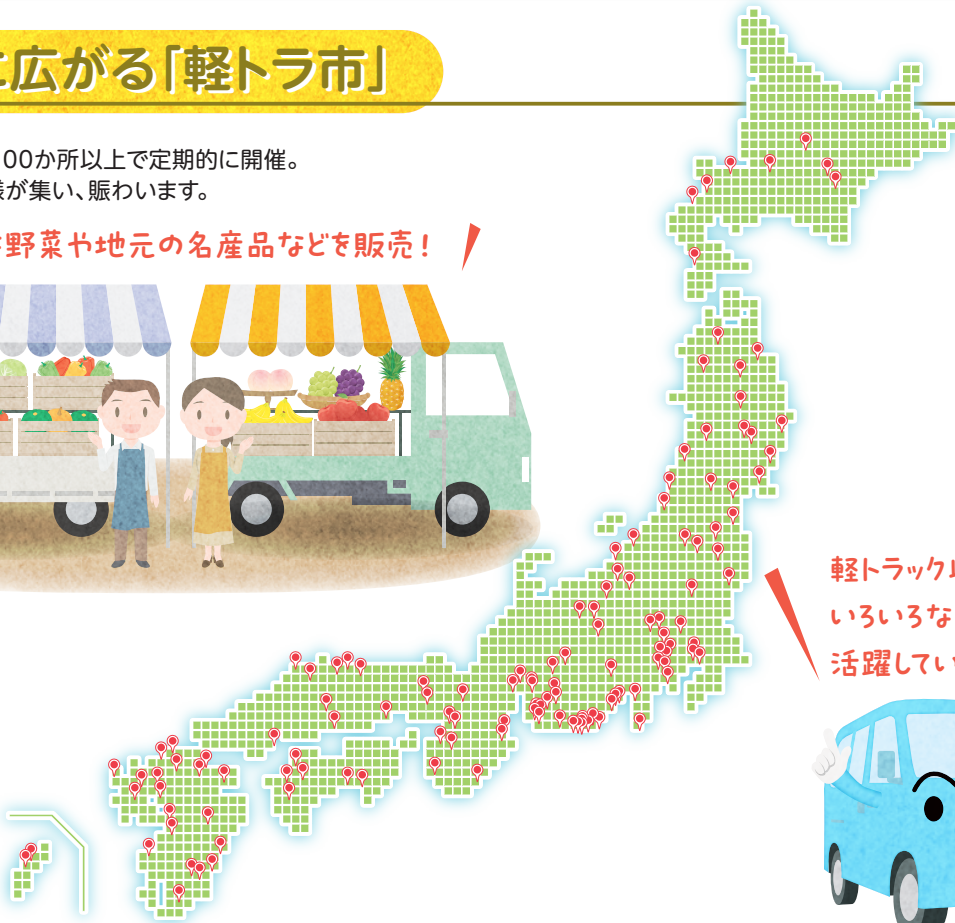 に広がる「軽トラ市」
00か所以上で定期的に開催。
様が集い、賑わいます。
野菜や地元の名産品などを販売！
軽トラック
いろいろな
活躍してい